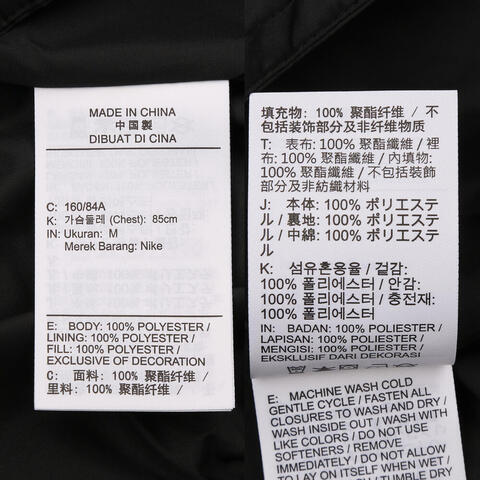 MADE IN CHINA
中國製
DIBUAT DI CINA
C: 160/84A
K: 가슴둘레 (Chest): 85cm
IN: Ukuran: M
Merek Barang: Nike
E: BODY: 100% POLYESTER /
LINING: 100% POLYESTER /
FILL: 100% POLYESTER /
EXCLUSIVE OF DECORATION
C: 面料: 100% 聚酯纤维 /
里料: 100% 聚酯纤维 /
填充物: 100% 聚酯纤维 / 不
包括装饰部分及非纤维物质
T: 表布: 100% 聚酯纖維 / 裡
布: 100% 聚酯纖維 / 內填物:
100% 聚酯纖維 / 不包括裝飾
部分及非紡織材料
J: 本体: 100% ポリエステ
ル / 裏地: 100% ポリエステ
ル / 中綿: 100% ポリエステ
ル
K: 섬유혼용율 / 겉감:
100% 폴리에스터 / 안감:
100% 폴리에스터 / 충전재:
100% 폴리에스터
IN: BADAN: 100% POLIESTER /
LAPISAN: 100% POLIESTER /
MENGISI: 100% POLIESTER /
EKSKLUSIF DARI DEKORASI
E: MACHINE WASH COLD
GENTLE CYCLE / FASTEN ALL
CLOSURES TO WASH AND DRY /
WASH INSIDE OUT / WASH WITH
LIKE COLORS / DO NOT USE
SOFTENERS / REMOVE
IMMEDIATELY / DO NOT ALLOW
TO LAY ON ITSELF WHEN WET /
WASH / TUMBLE DRY